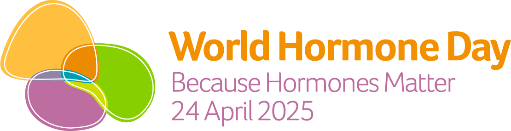 World Hormone Day
Because Hormones Matter
24 April 2025